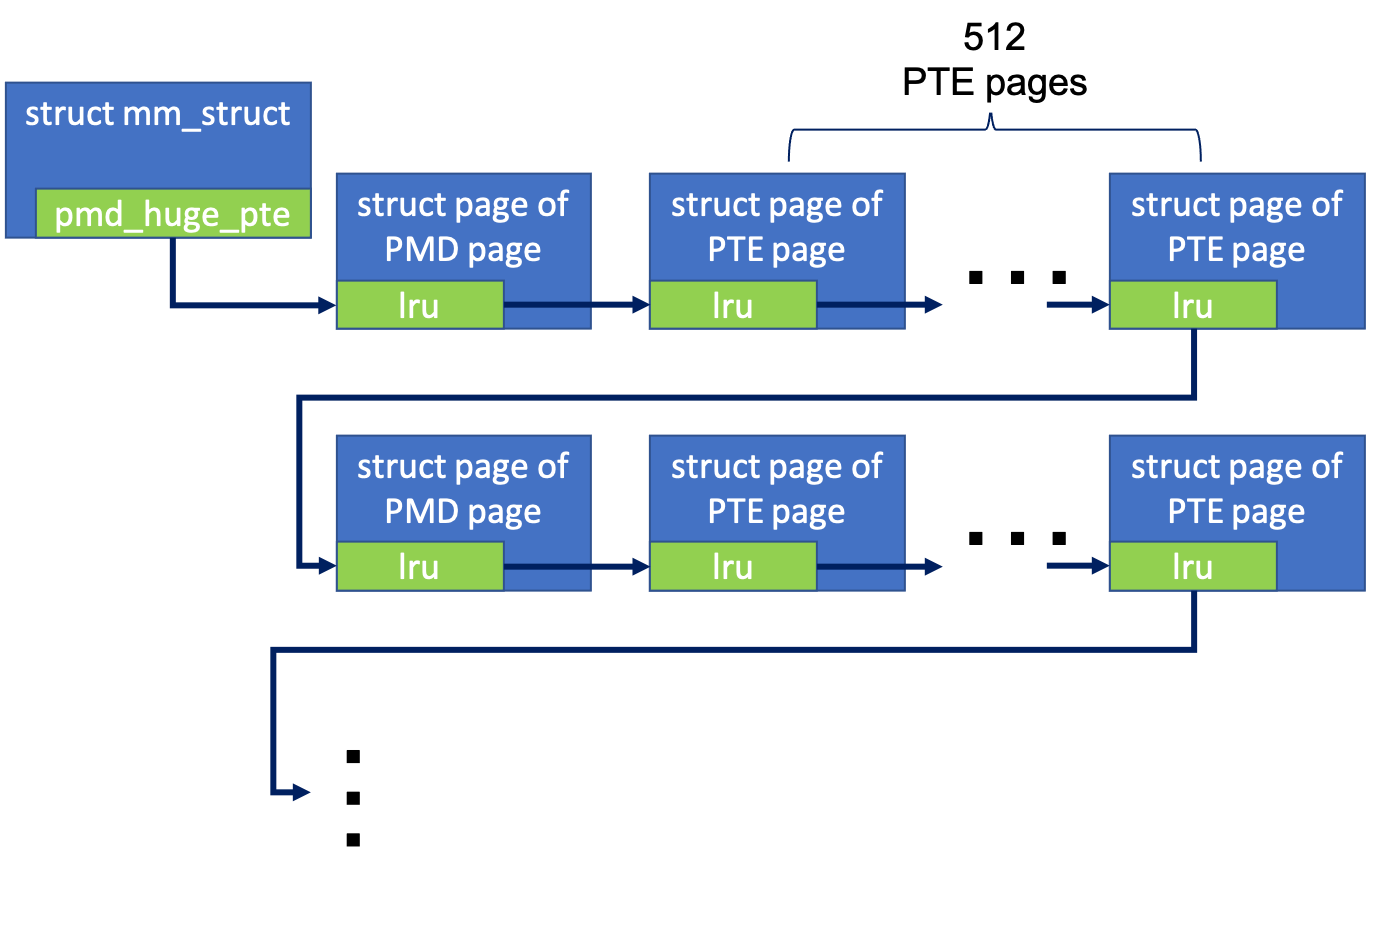 512
PTE pages
struct mm_struct
pmd_huge_pte
struct page of
PMD page
lru
struct page of
PTE page
lru
struct page of
PTE page
lru
struct page of
PMD page
lru
struct page of
PTE page
lru
struct page of
PTE page
lru